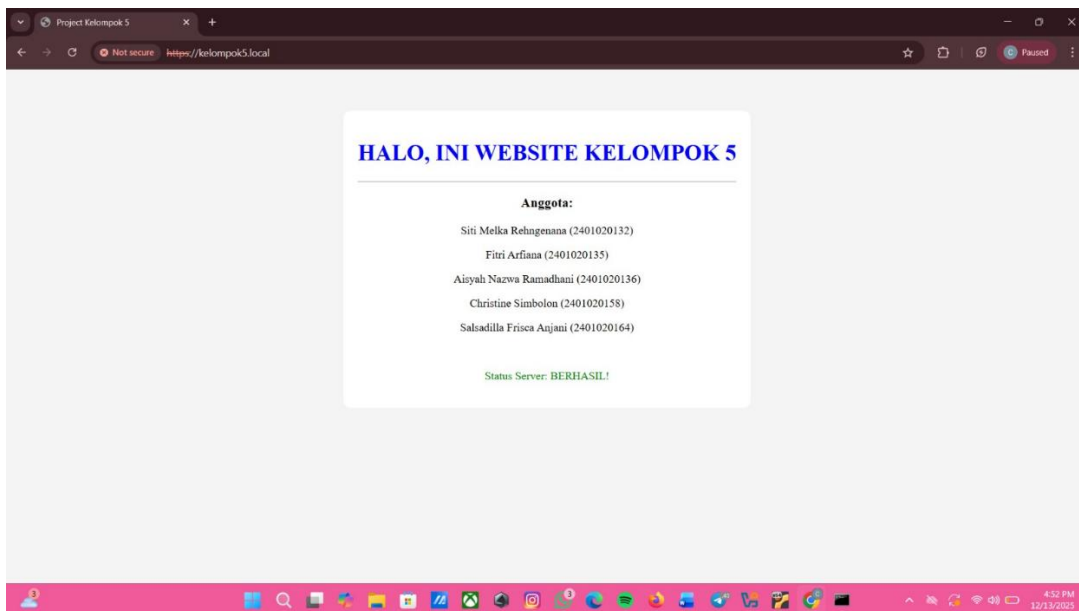 Project Kelompok 5
Not secure https://kelompok5.local
C Paused
HALO, INI WEBSITE KELOMPOK 5
Anggota:
Siti Melka Rehngenana (2401020132)
Fitri Arfiana (2401020135)
Aisyah Nazwa Ramadhani (2401020136)
Christine Simbolon (2401020158)
Salsadilla Frisca Anjani (2401020164)
Status Server: BERHASIL!
3
3
4:52 PM
12/13/2025